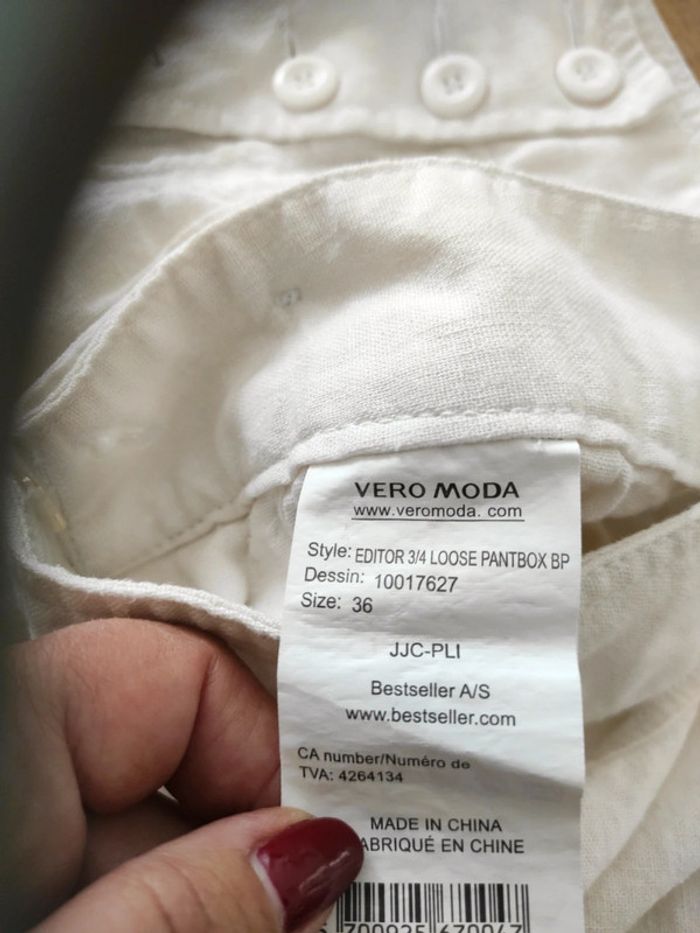 VERO MODA
www.veromoda. com
Style: EDITOR 3/4 LOOSE PANTBOX BP
Dessin: 10017627
Size: 36
JJC-PLI
Bestseller A/S
www.bestseller.com
CA number/Numéro de
TVA: 4264134
MADE IN CHINA
ABRIQUÉ EN CHINE